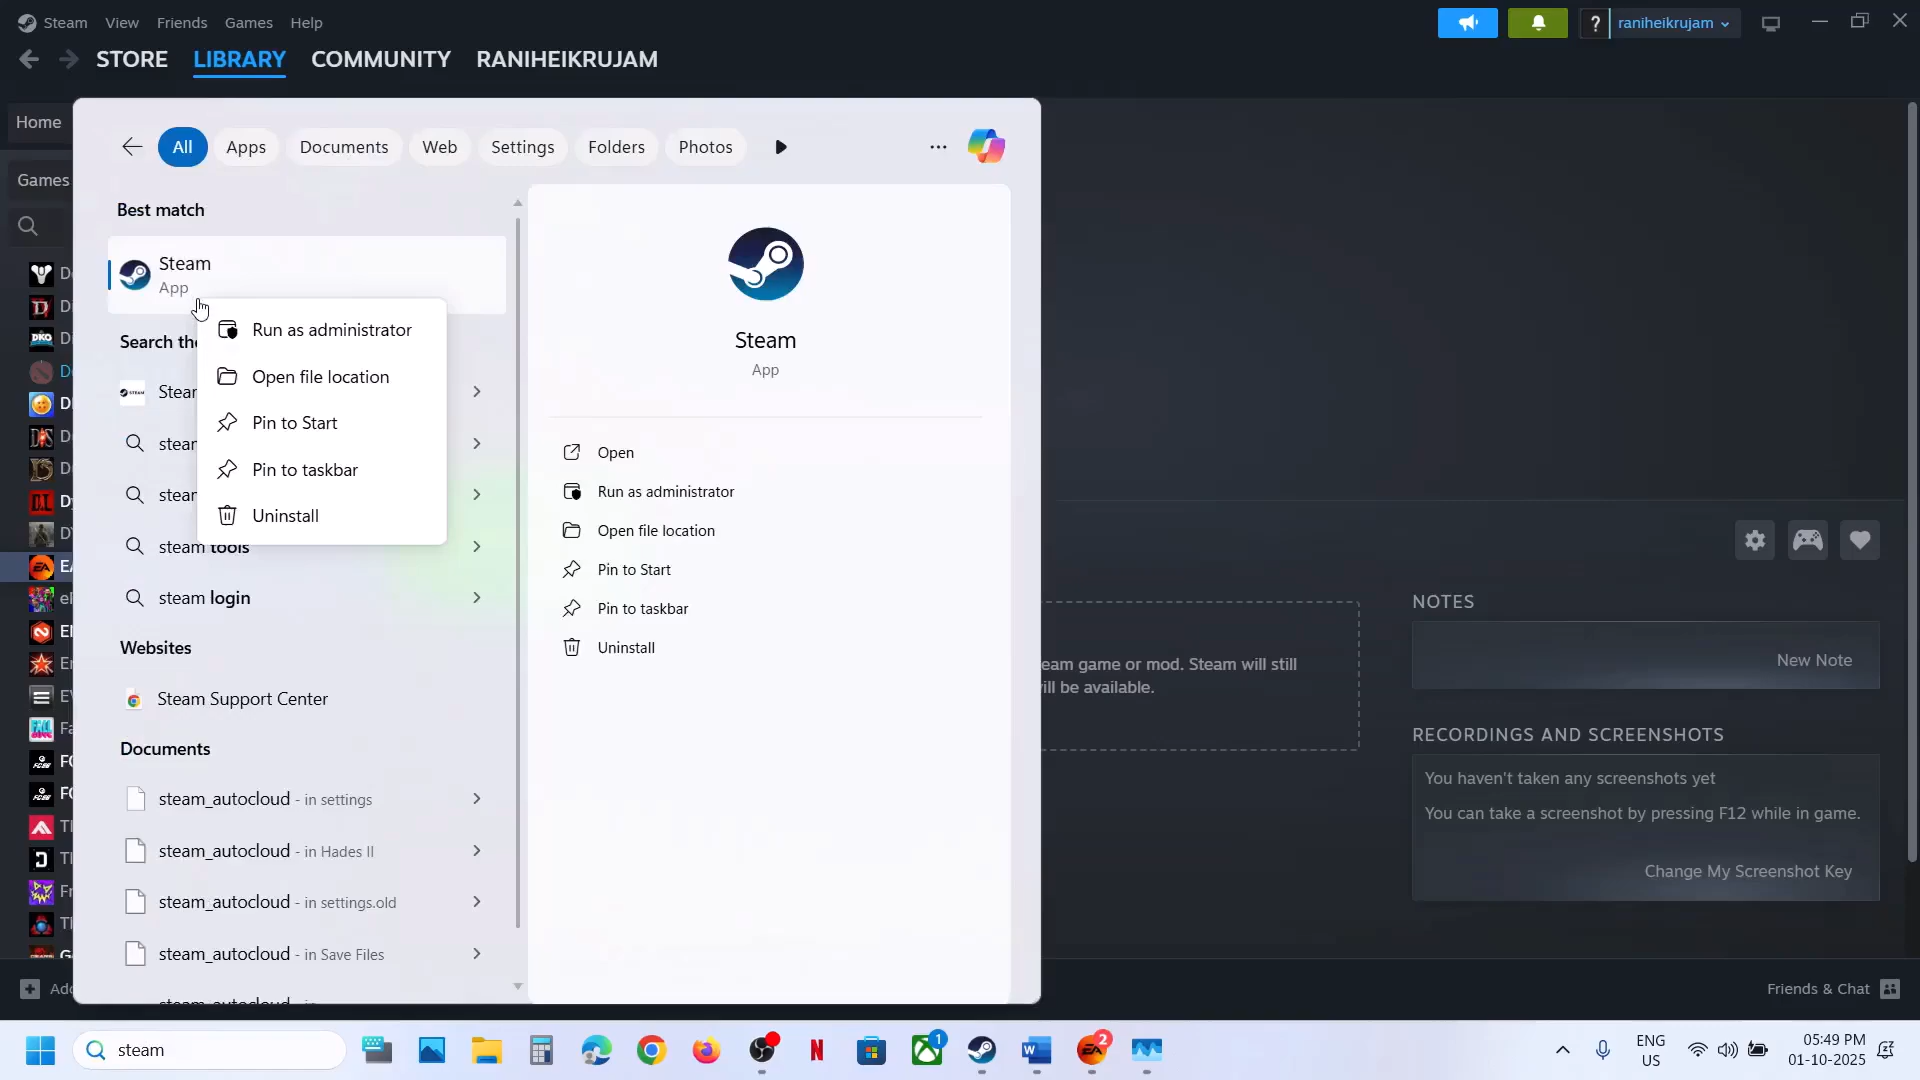 Steam View Friends Games Help
raniheikrujam
STORE LIBRARY COMMUNITY RANIHEIKRUJAM
Home
Games
All Apps Documents Web Settings Folders Photos
Best match
Steam
App
Run as administrator
Open file location
Pin to Start
Pin to taskbar
Uninstall
steam tools
steam login
Websites
Steam Support Center
Documents
steam_autocloud - in settings
steam_autocloud - in Hades II
steam_autocloud - in settings.old
steam_autocloud - in Save Files
Steam
App
Open
Run as administrator
Open file location
Pin to Start
Pin to taskbar
Uninstall
eam game or mod. Steam will still
ill be available.
NOTES
New Note
RECORDINGS AND SCREENSHOTS
You haven't taken any screenshots yet
You can take a screenshot by pressing F12 while in game.
Change My Screenshot Key
Friends & Chat
steam
1
2
ENG
US
05:49 PM
01-10-2025